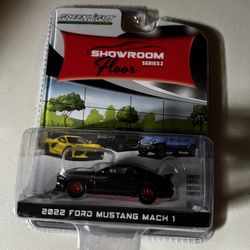 GREENLIGHT
SHOWROOM
Floor
SERIES 2
2022 FORD MUSTANG MACH 1